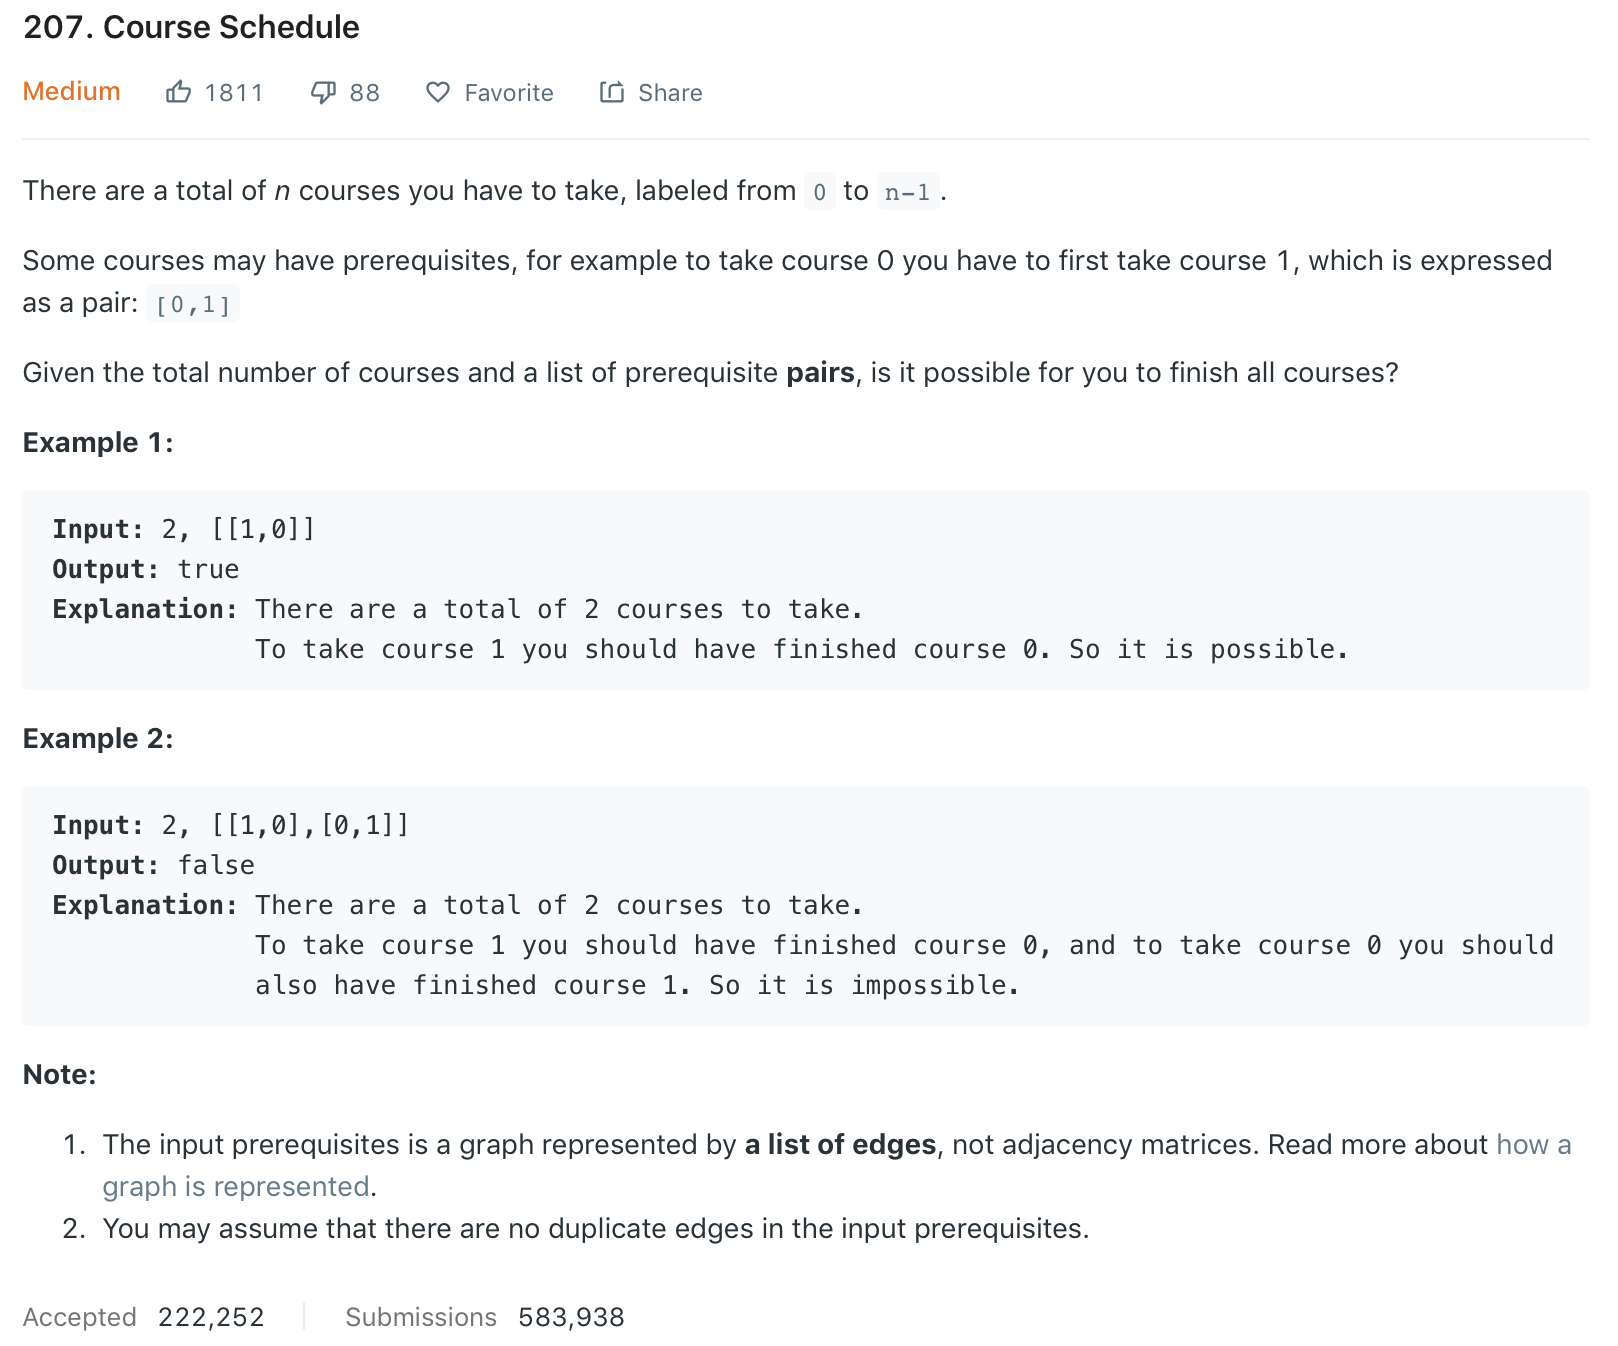 207. Course Schedule
Medium 1811 88 Favorite Share
There are a total of n courses you have to take, labeled from 0 to n-1.
Some courses may have prerequisites, for example to take course 0 you have to first take course 1, which is expressed
as a pair: [0,1]
Given the total number of courses and a list of prerequisite pairs, is it possible for you to finish all courses?
Example 1:
Input: 2, [[1,0]]
Output: true
Explanation: There are a total of 2 courses to take.
To take course 1 you should have finished course 0. So it is possible.
Example 2:
Input: 2, [[1,0],[0,1]]
Output: false
Explanation: There are a total of 2 courses to take.
To take course 1 you should have finished course 0, and to take course 0 you should
also have finished course 1. So it is impossible.
Note:
1. The input prerequisites is a graph represented by a list of edges, not adjacency matrices. Read more about how a
graph is represented.
2. You may assume that there are no duplicate edges in the input prerequisites.
Accepted 222,252 Submissions 583,938